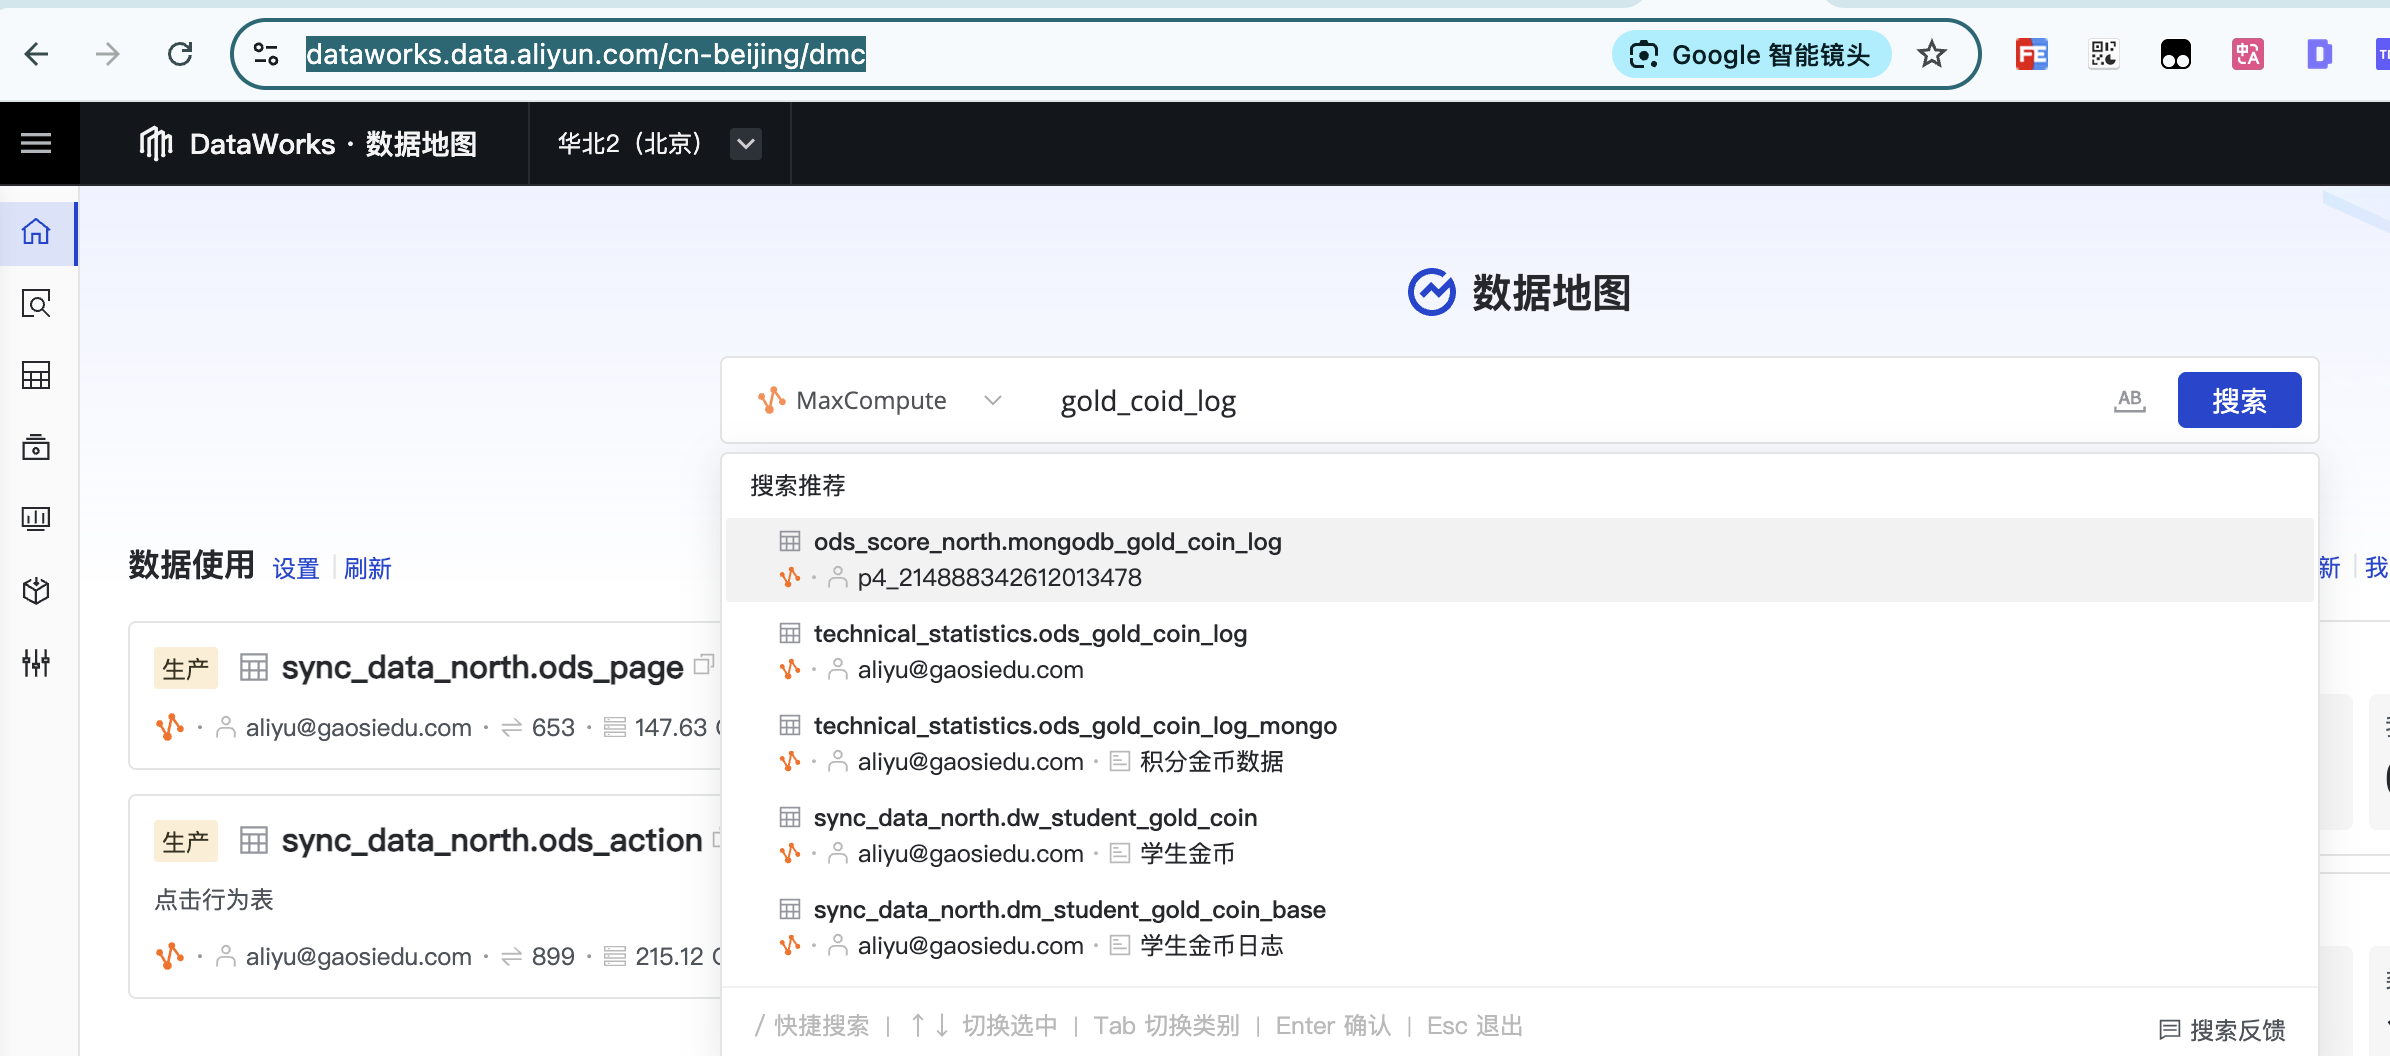 dataworks.data.aliyun.com/cn-beijing/dmc
Google 智能镜头
DataWorks · 数据地图
华北2（北京）
数据地图
MaxCompute
gold_coid_log
AB
搜索
搜索推荐
ods_score_north.mongodb_gold_coin_log
· p4_214888342612013478
technical_statistics.ods_gold_coin_log
· aliyu@gaosiedu.com
technical_statistics.ods_gold_coin_log_mongo
· aliyu@gaosiedu.com · 积分金币数据
sync_data_north.dw_student_gold_coin
· aliyu@gaosiedu.com · 学生金币
sync_data_north.dm_student_gold_coin_base
· aliyu@gaosiedu.com · 学生金币日志
/ 快捷搜索 | ↑↓ 切换选中 | Tab 切换类别 | Enter 确认 | Esc 退出
搜索反馈
数据使用 设置 刷新
新 我
生产 sync_data_north.ods_page
· aliyu@gaosiedu.com · 653 · 147.63
生产 sync_data_north.ods_action
点击行为表
· aliyu@gaosiedu.com · 899 · 215.12